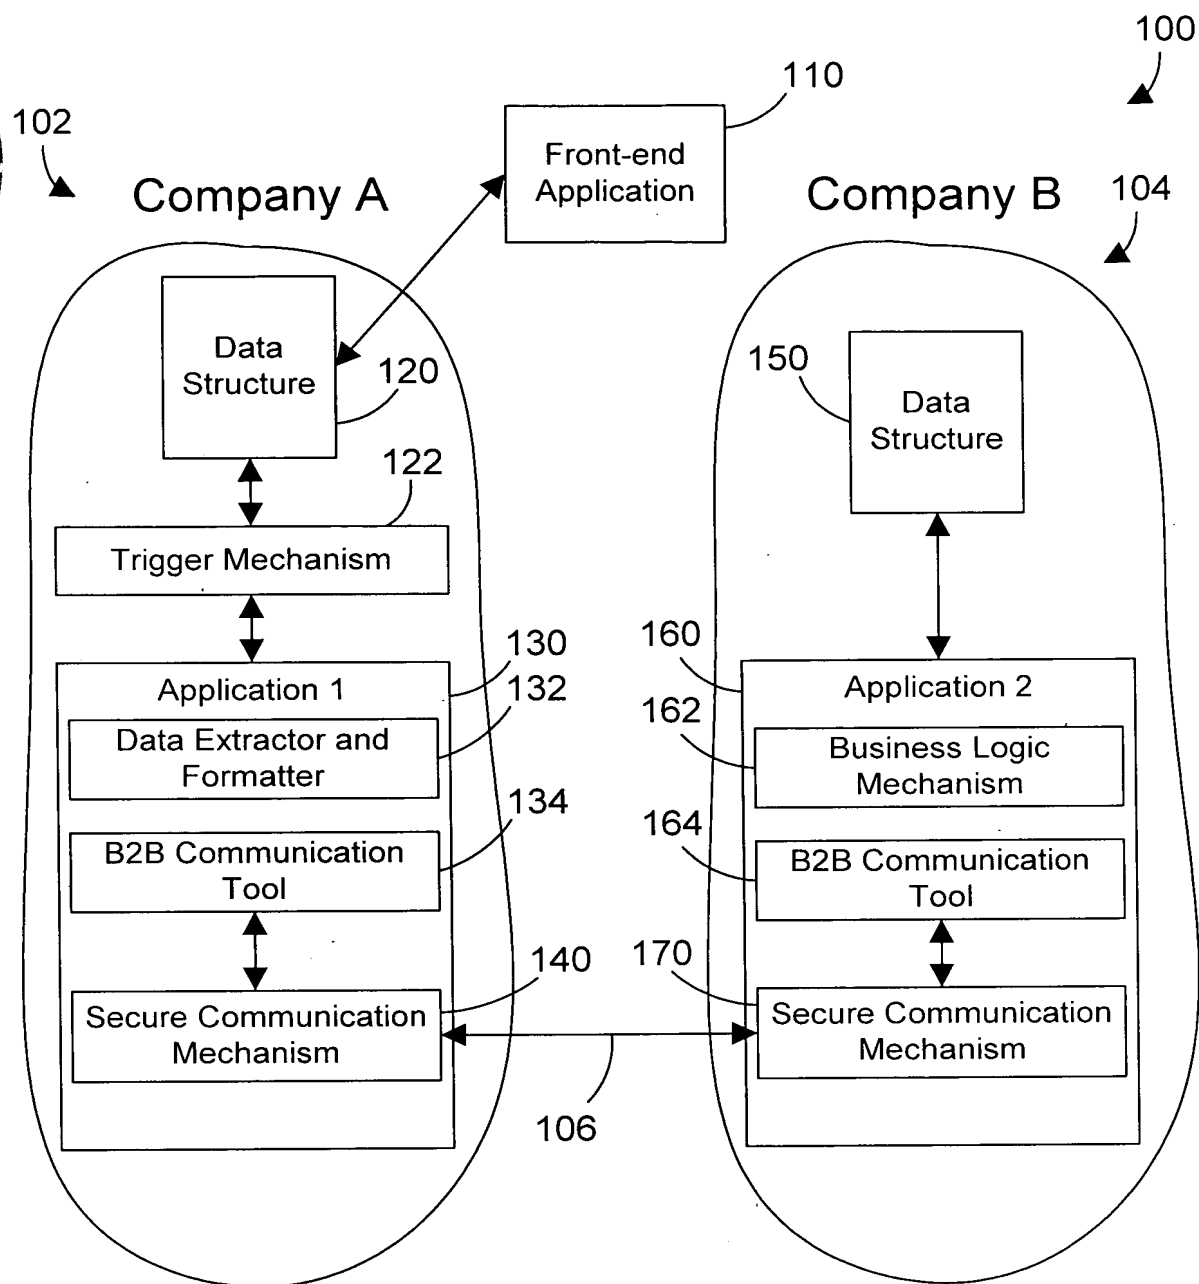 100
110
102
Front-end
Application
Company A
Company B
104
Data
Structure
120
150
Data
Structure
122
Trigger Mechanism
130
160
Application 1
Application 2
132
162
Data Extractor and
Formatter
Business Logic
Mechanism
134
164
B2B Communication
Tool
B2B Communication
Tool
140
170
Secure Communication
Mechanism
Secure Communication
Mechanism
106